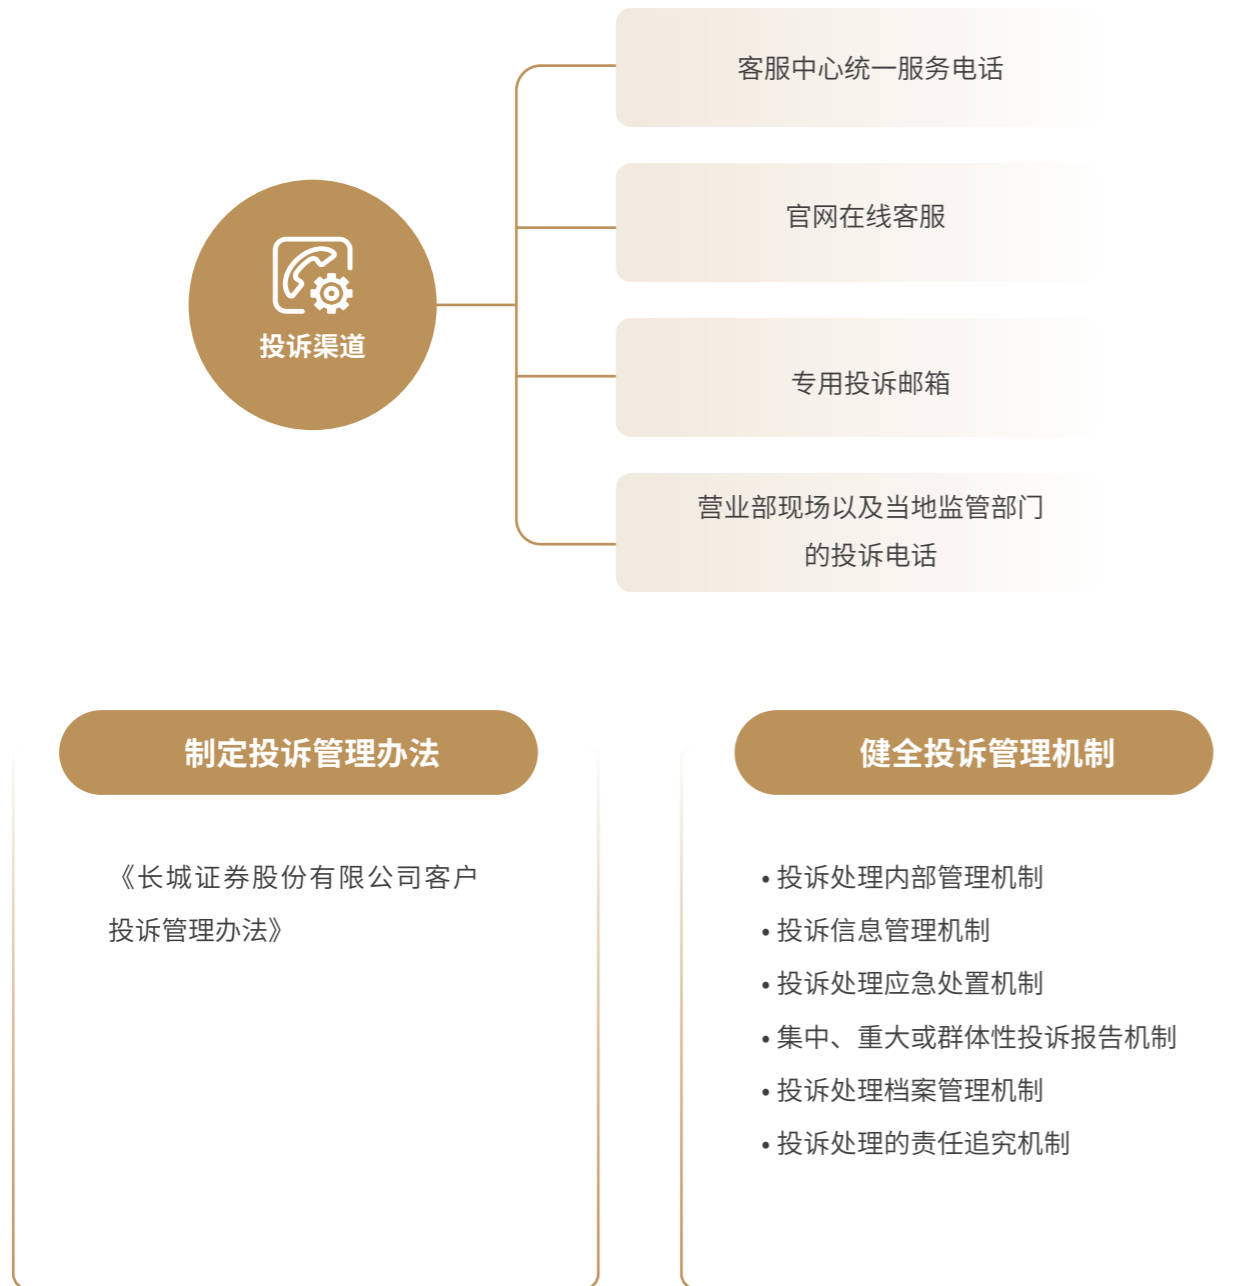 投诉渠道
客服中心统一服务电话
官网在线客服
专用投诉邮箱
营业部现场以及当地监管部门
的投诉电话
制定投诉管理办法
《长城证券股份有限公司客户
投诉管理办法》
健全投诉管理机制
• 投诉处理内部管理机制
• 投诉信息管理机制
• 投诉处理应急处置机制
• 集中、重大或群体性投诉报告机制
• 投诉处理档案管理机制
• 投诉处理的责任追究机制